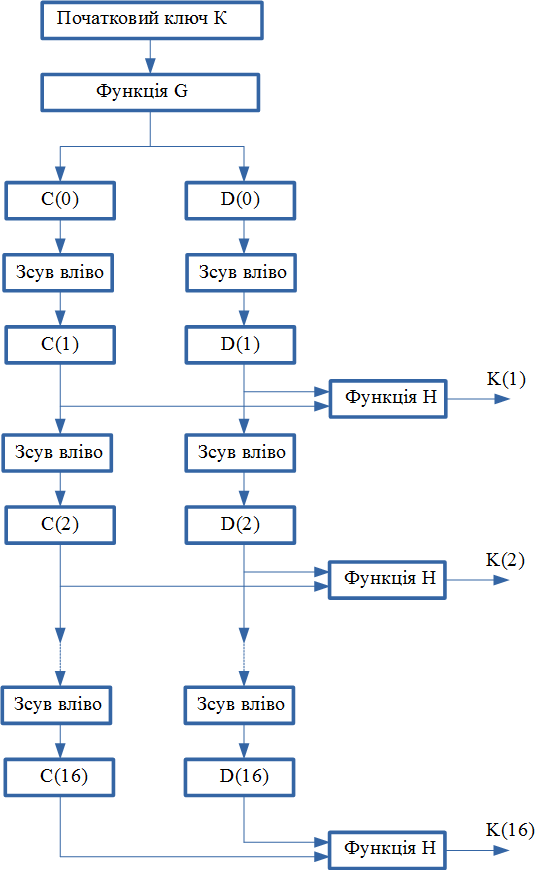 Початковий ключ К
Функція G
C(0)
D(0)
Зсув вліво
Зсув вліво
C(1)
D(1)
Функція Н
K(1)
Зсув вліво
Зсув вліво
C(2)
D(2)
Функція Н
K(2)
Зсув вліво
Зсув вліво
C(16)
D(16)
Функція Н
K(16)